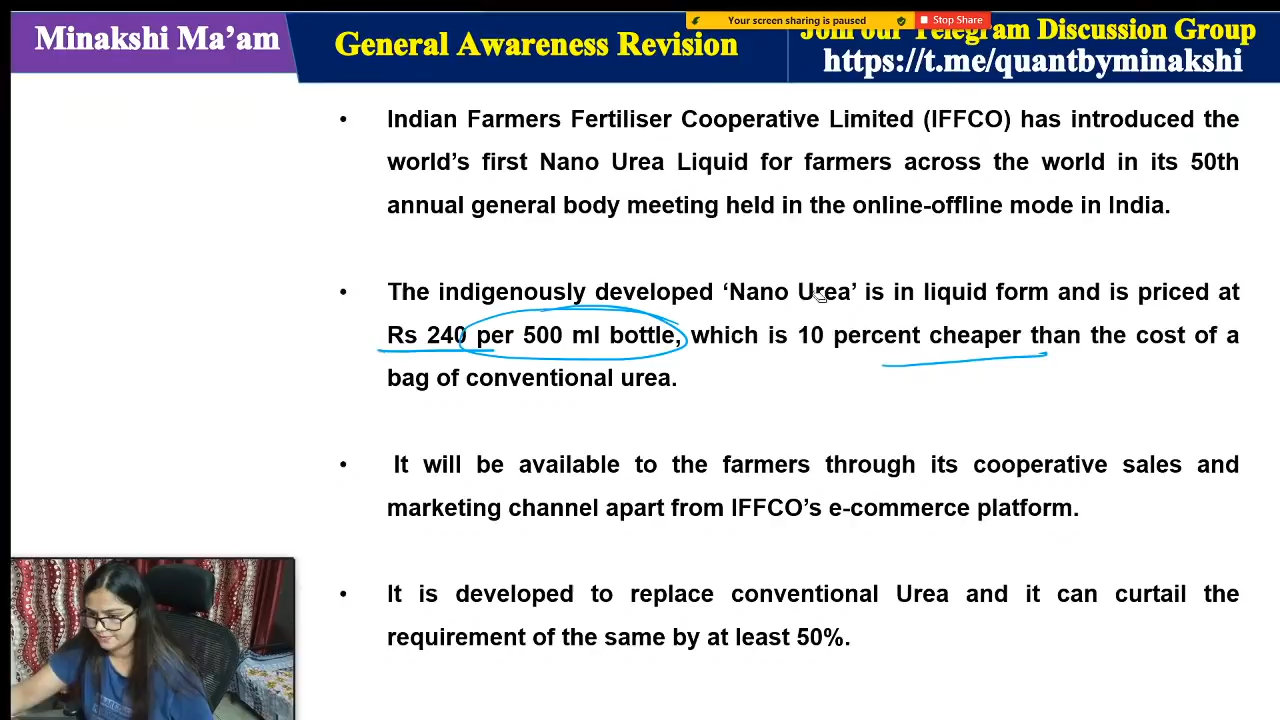 Minakshi Ma’am
General Awareness Revision
Your screen sharing is paused
Stop Share
Join our Telegram Discussion Group
https://t.me/quantbyminakshi
• Indian Farmers Fertiliser Cooperative Limited (IFFCO) has introduced the
world’s first Nano Urea Liquid for farmers across the world in its 50th
annual general body meeting held in the online-offline mode in India.
• The indigenously developed ‘Nano Urea’ is in liquid form and is priced at
Rs 240 per 500 ml bottle, which is 10 percent cheaper than the cost of a
bag of conventional urea.
• It will be available to the farmers through its cooperative sales and
marketing channel apart from IFFCO’s e-commerce platform.
• It is developed to replace conventional Urea and it can curtail the
requirement of the same by at least 50%.